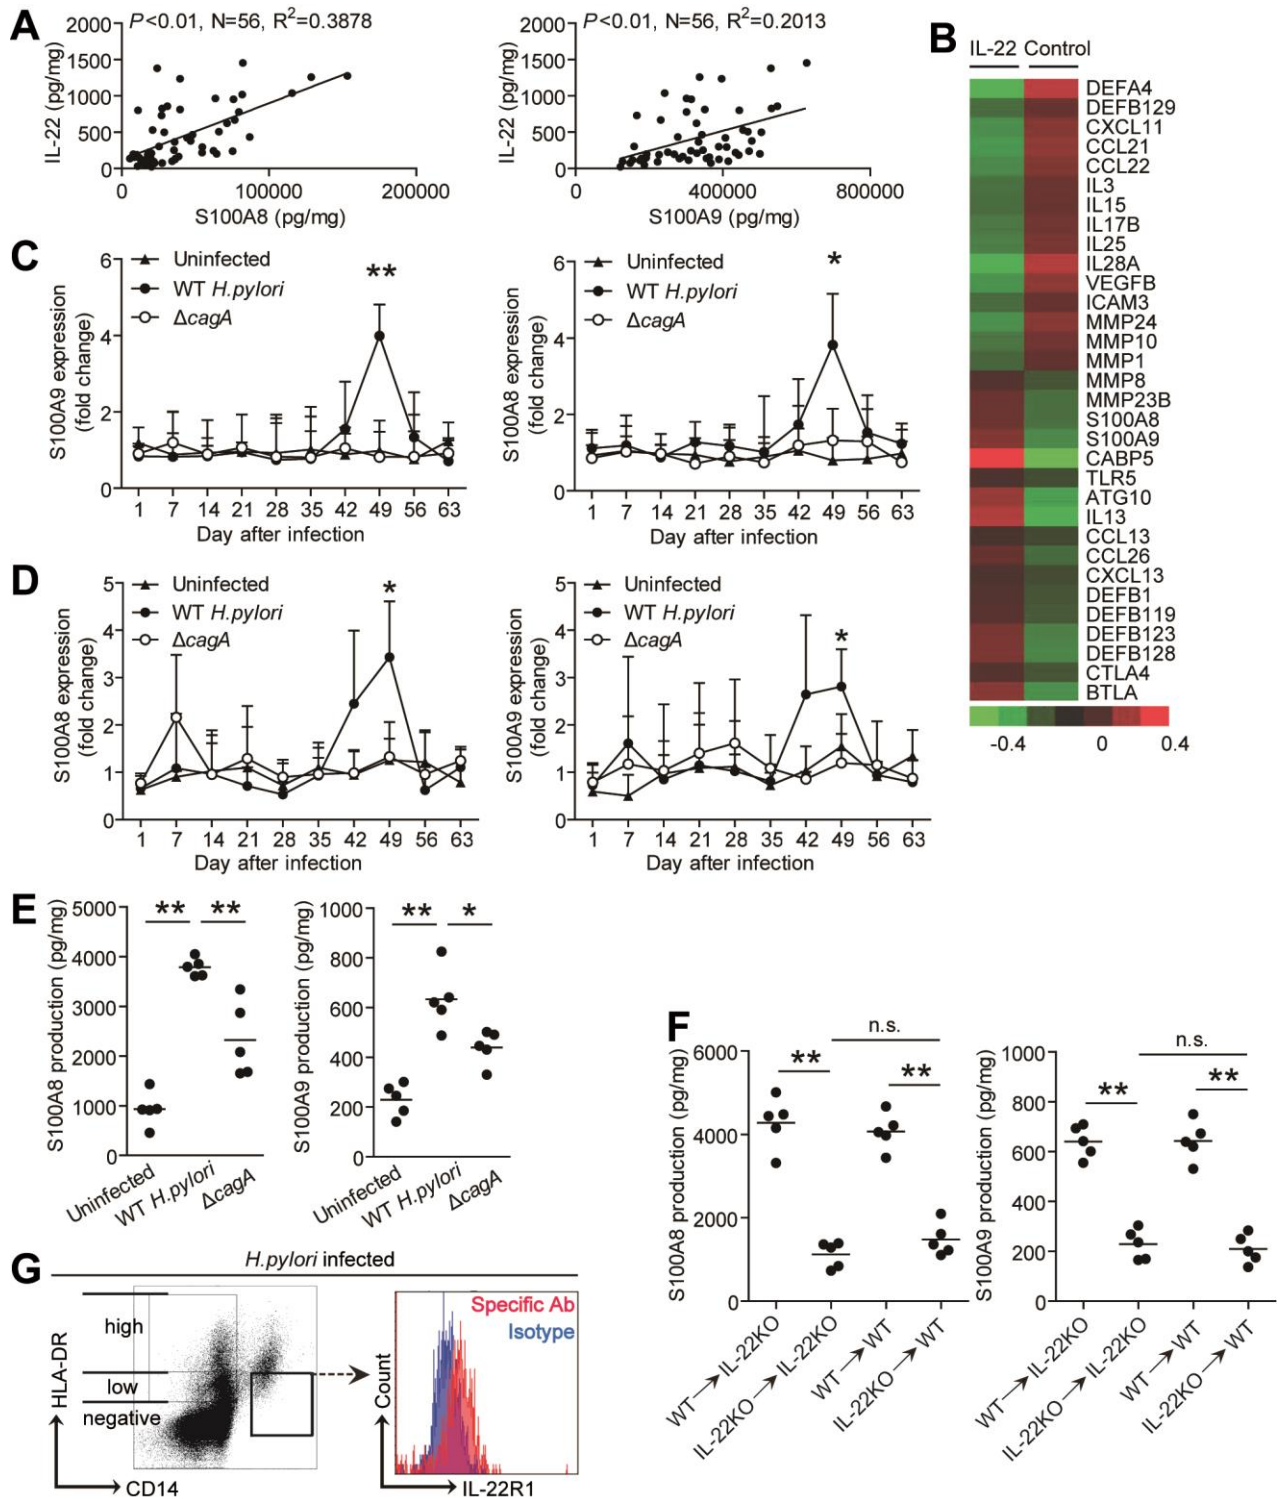 A
P<0.01, N=56, R²=0.3878
2000
1500
1000
500
0
IL-22 (pg/mg)
0
100000
200000
S100A8 (pg/mg)
P<0.01, N=56, R²=0.2013
2000
1500
1000
500
0
IL-22 (pg/mg)
0
400000
800000
S100A9 (pg/mg)
B
IL-22 Control
DEFA4
DEFB129
CXCL11
CCL21
CCL22
IL3
IL15
IL17B
IL25
IL28A
VEGFB
ICAM3
MMP24
MMP10
MMP1
MMP8
MMP23B
S100A8
S100A9
CABP5
TLR5
ATG10
IL13
CCL13
CCL26
CXCL13
DEFB1
DEFB119
DEFB123
DEFB128
CTLA4
BTLA
-0.4 0 0.4
C
Uninfected
WT H.pylori
ΔcagA
**
6
4
2
0
S100A9 expression
(fold change)
1 7 14 21 28 35 42 49 56 63
Day after infection
Uninfected
WT H.pylori
ΔcagA
*
6
4
2
0
S100A8 expression
(fold change)
1 7 14 21 28 35 42 49 56 63
Day after infection
D
Uninfected
WT H.pylori
ΔcagA
*
5
4
3
2
1
0
S100A8 expression
(fold change)
1 7 14 21 28 35 42 49 56 63
Day after infection
Uninfected
WT H.pylori
ΔcagA
*
5
4
3
2
1
0
S100A9 expression
(fold change)
1 7 14 21 28 35 42 49 56 63
Day after infection
E
** **
5000
4000
3000
2000
1000
0
S100A8 production (pg/mg)
Uninfected
WT H.pylori
ΔcagA
** *
1000
800
600
400
200
0
S100A9 production (pg/mg)
Uninfected
WT H.pylori
ΔcagA
F
n.s.
** **
6000
4000
2000
0
S100A8 production (pg/mg)
WT→IL-22KO
IL-22KO→IL-22KO
WT→WT
IL-22KO→WT
n.s.
** **
1000
800
600
400
200
0
S100A9 production (pg/mg)
WT→IL-22KO
IL-22KO→IL-22KO
WT→WT
IL-22KO→WT
G
H.pylori infected
high
low
negative
HLA-DR
CD14
Specific Ab
Isotype
Count
IL-22R1